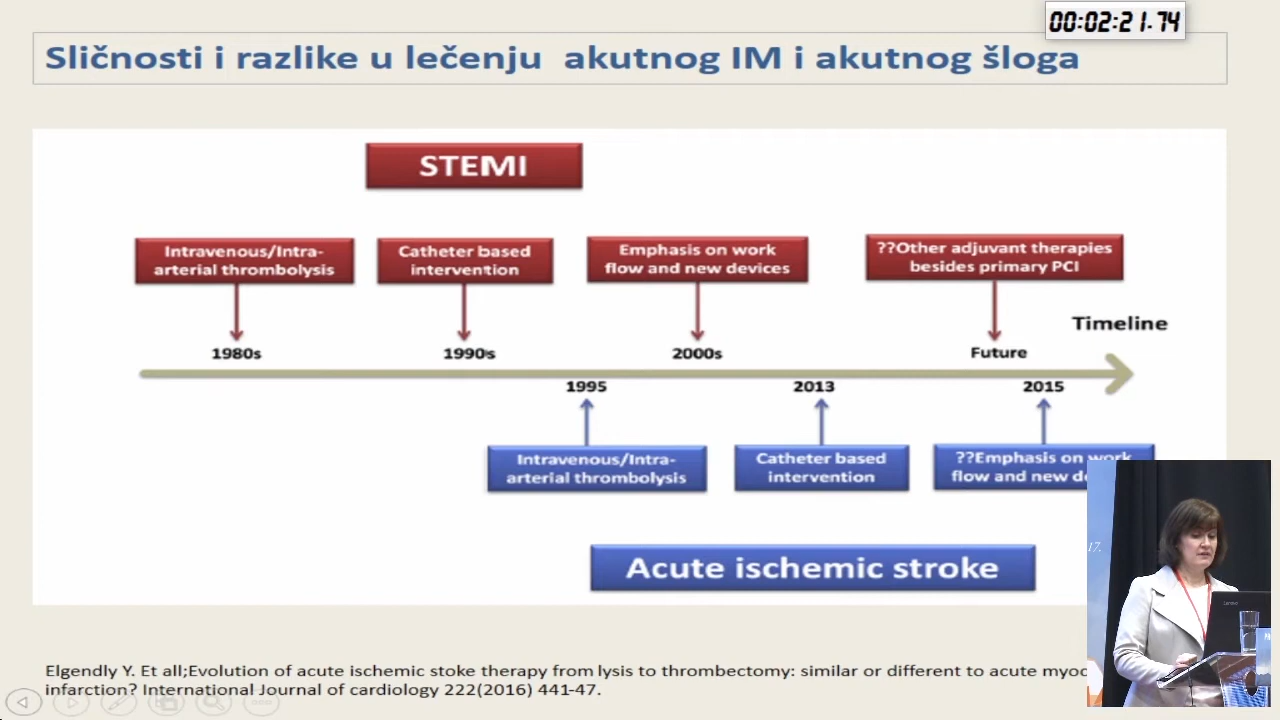 00:02:21.74
Sličnosti i razlike u lečenju akutnog IM i akutnog šloga
STEMI
Intravenous/Intra-
arterial thrombolysis
Catheter based
intervention
Emphasis on work
flow and new devices
??Other adjuvant therapies
besides primary PCI
Timeline
1980s
1990's
2000s
Future
1995
2013
2015
Intravenous/Intra-
arterial thrombolysis
Catheter based
intervention
??Emphasis on work
flow and new
Acute ischemic stroke
17.
Elgendly Y. Et all;Evolution of acute ischemic stoke therapy from lysis to thrombectomy: similar or different to acute
infarction? International Journal of cardiology 222(2016) 441-47.